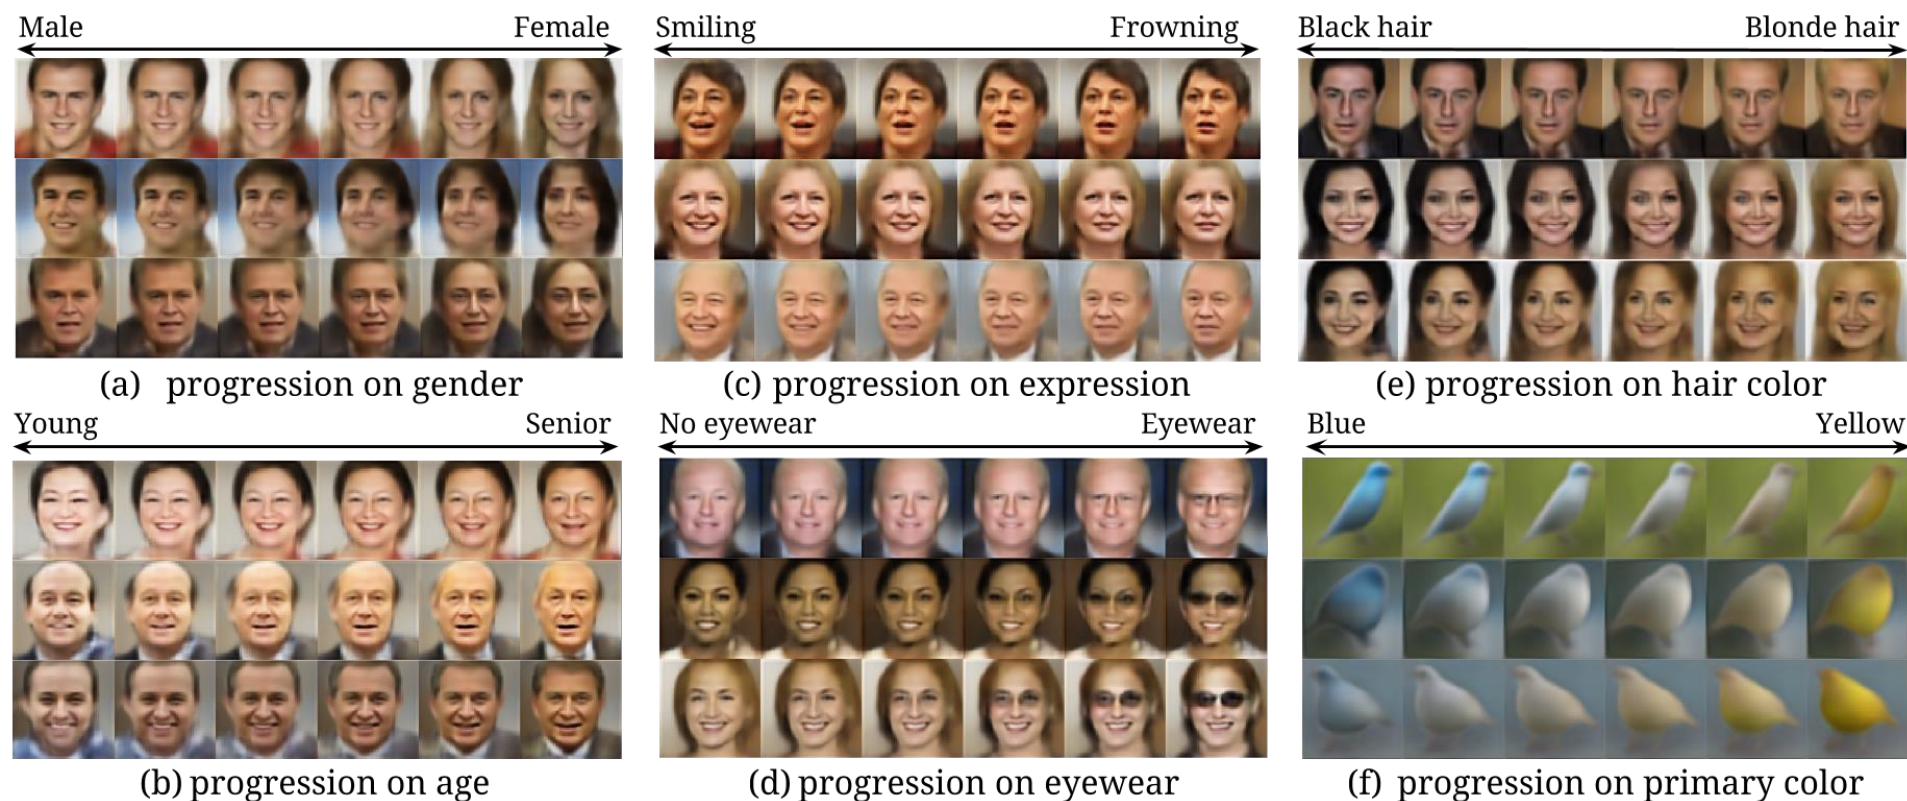 Male Female
(a) progression on gender
Smiling Frowning
(c) progression on expression
Black hair Blonde hair
(e) progression on hair color
Young Senior
(b) progression on age
No eyewear Eyewear
(d) progression on eyewear
Blue Yellow
(f) progression on primary color